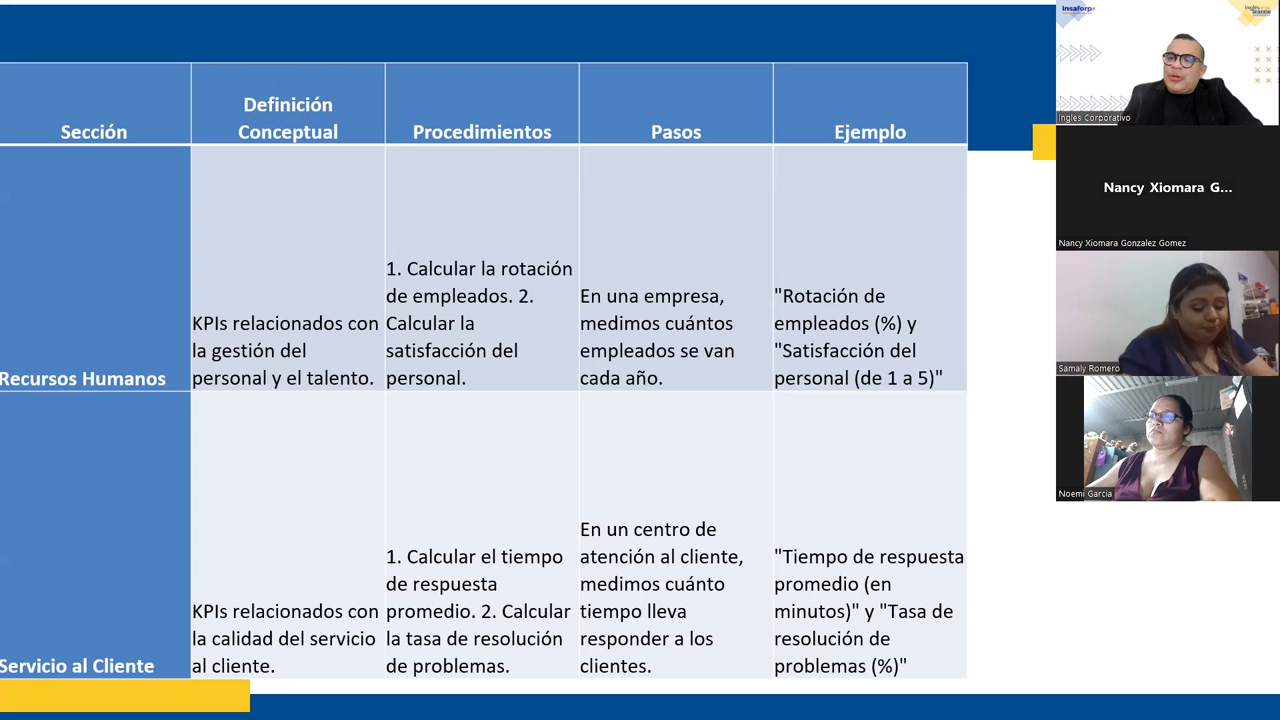 Sección
Definición
Conceptual
Procedimientos
Pasos
Ejemplo
Recursos Humanos
KPIs relacionados con
la gestión del
personal y el talento.
1. Calcular la rotación
de empleados. 2.
Calcular la
satisfacción del
personal.
En una empresa,
medimos cuántos
empleados se van
cada año.
"Rotación de
empleados (%) y
"Satisfacción del
personal (de 1 a 5)"
Servicio al Cliente
KPIs relacionados con
la calidad del servicio
al cliente.
1. Calcular el tiempo
de respuesta
promedio. 2. Calcular
la tasa de resolución
de problemas.
En un centro de
atención al cliente,
medimos cuánto
tiempo lleva
responder a los
clientes.
"Tiempo de respuesta
promedio (en
minutos)" y "Tasa de
resolución de
problemas (%)"
Insaforp
Ingles Corporativo
Nancy Xiomara G...
Nancy Xiomara Gonzalez Gomez
Samaly Romero
Noemi Garcia